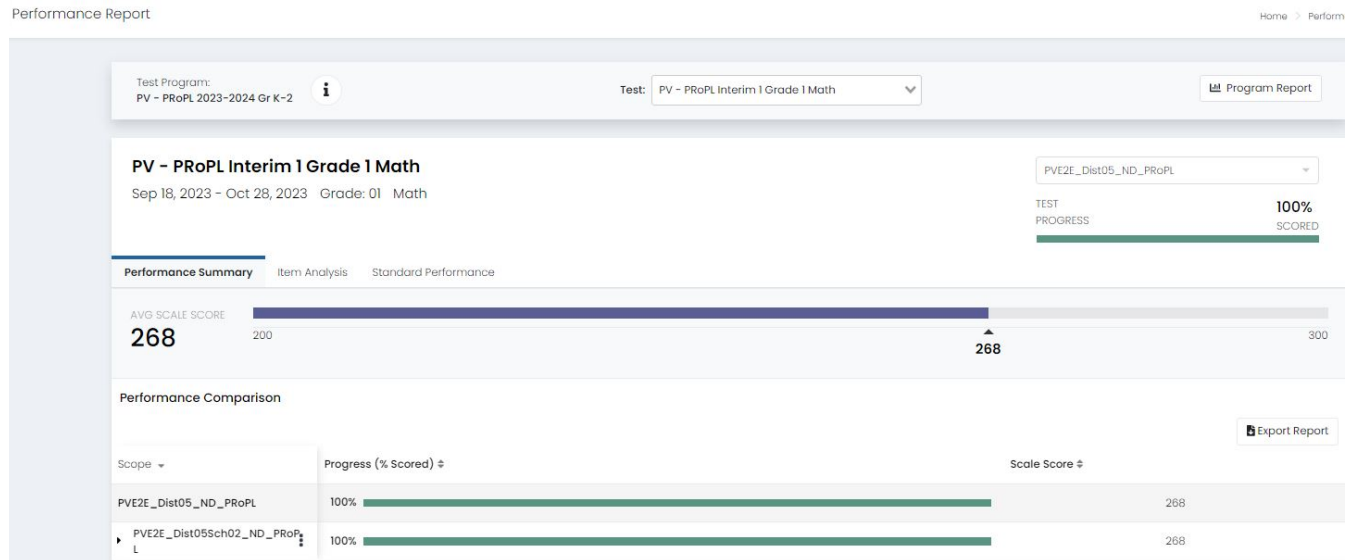 Performance Report
Home > Perform
Test Program:
PV - PRoPL 2023-2024 Gr K-2
i
Test: PV - PRoPL Interim 1 Grade 1 Math
Program Report
PV - PRoPL Interim 1 Grade 1 Math
Sep 18, 2023 - Oct 28, 2023 Grade: 01 Math
PVE2E_Dist05_ND_PRoPL
TEST
PROGRESS
100%
SCORED
Performance Summary Item Analysis Standard Performance
AVG SCALE SCORE
268
200
268
300
Performance Comparison
Export Report
Scope Progress (% Scored) Scale Score
PVE2E_Dist05_ND_PRoPL 100% 268
PVE2E_Dist05Sch02_ND_PRoP
L
100% 268